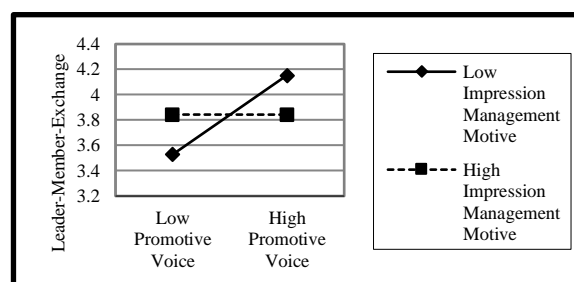 4.4
4.2
4
3.8
3.6
3.4
3.2
Leader-Member-Exchange
Low
Promotive
Voice
High
Promotive
Voice
Low
Impression
Management
Motive
High
Impression
Management
Motive